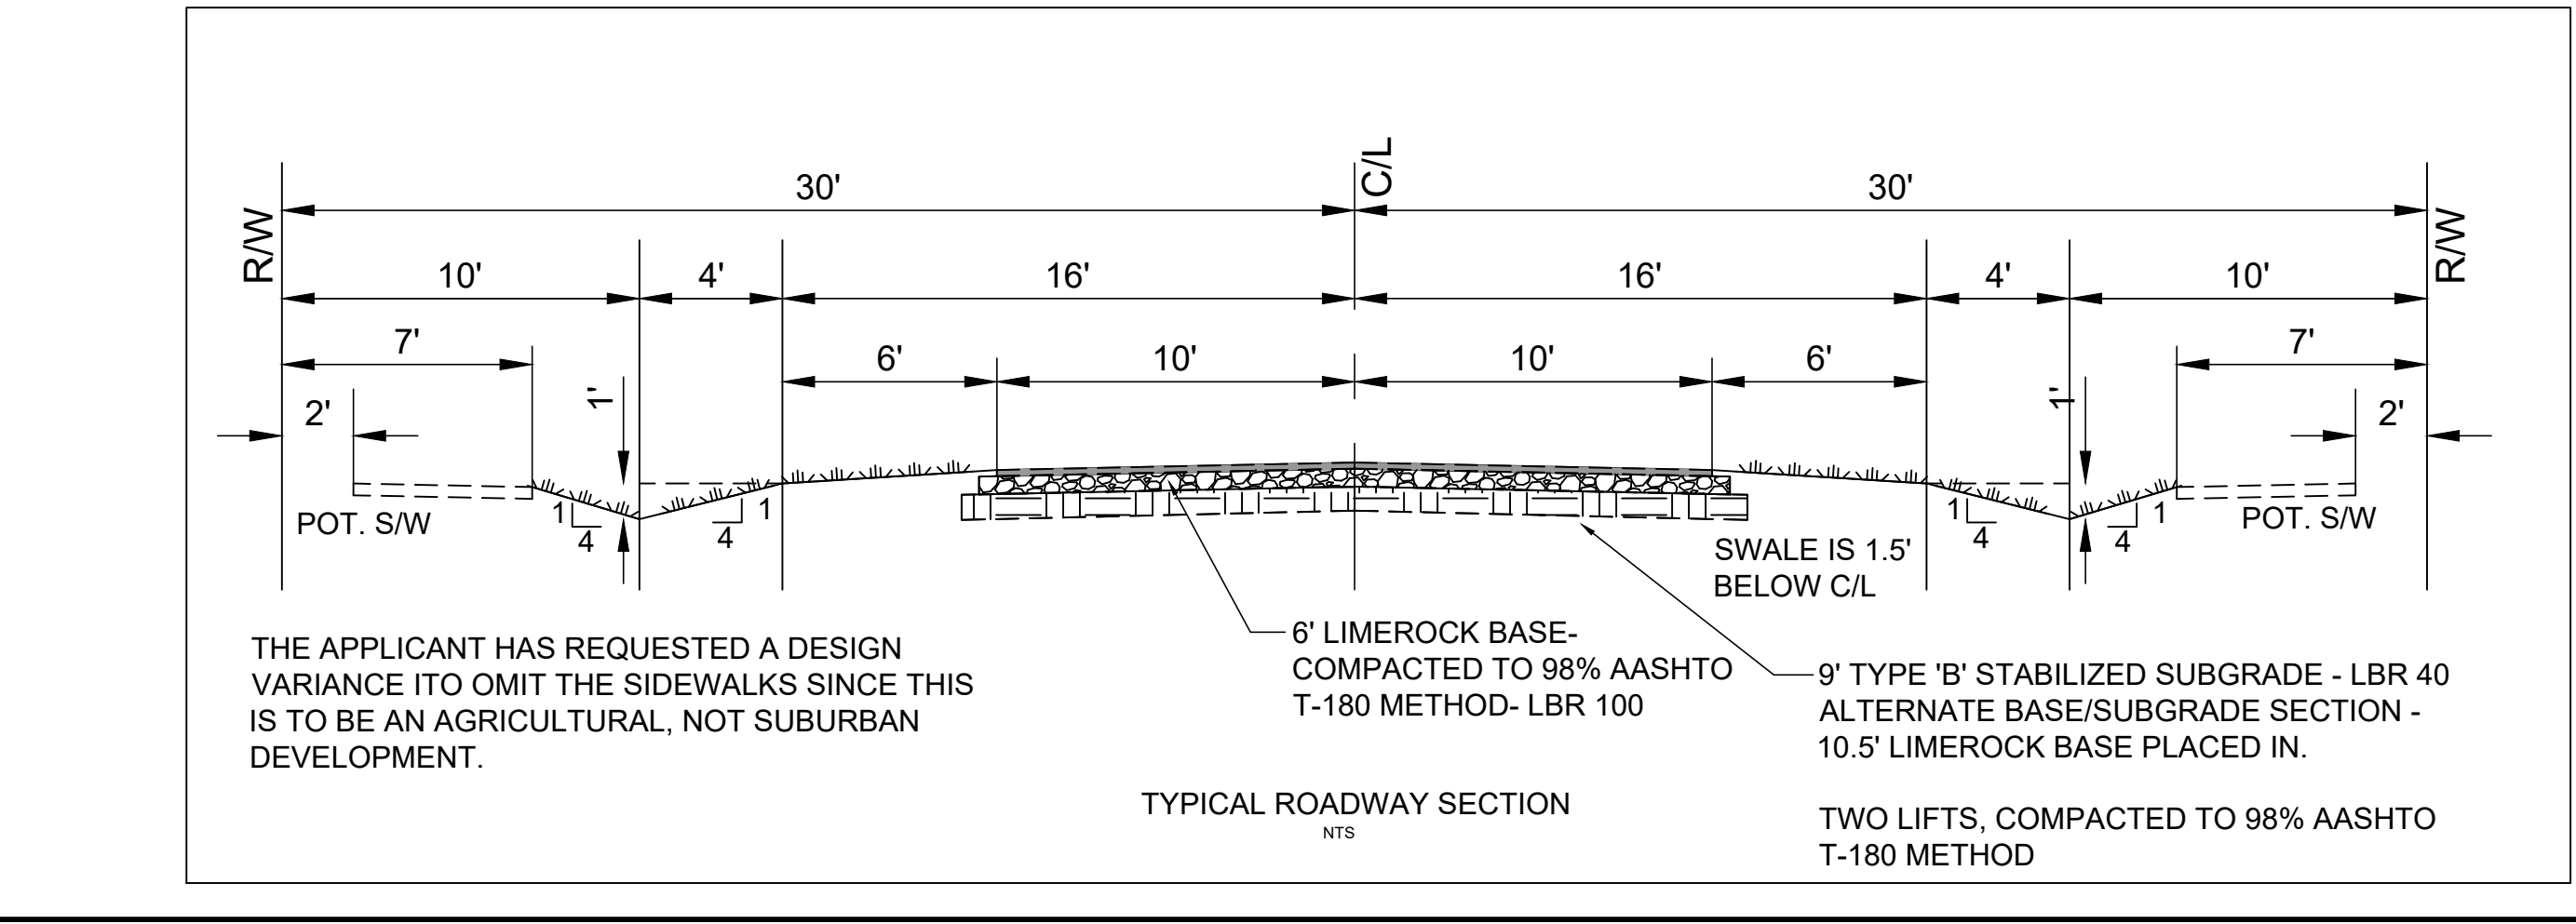 C/L
30'
30'
R/W
R/W
10'
4'
16'
16'
4'
10'
7'
6'
10'
10'
6'
7'
2'
1'
1'
2'
POT. S/W
1
4
4
1
1
4
4
1
POT. S/W
SWALE IS 1.5'
BELOW C/L
THE APPLICANT HAS REQUESTED A DESIGN
VARIANCE ITO OMIT THE SIDEWALKS SINCE THIS
IS TO BE AN AGRICULTURAL, NOT SUBURBAN
DEVELOPMENT.
6' LIMEROCK BASE-
COMPACTED TO 98% AASHTO
T-180 METHOD- LBR 100
9' TYPE 'B' STABILIZED SUBGRADE - LBR 40
ALTERNATE BASE/SUBGRADE SECTION -
10.5' LIMEROCK BASE PLACED IN.
TWO LIFTS, COMPACTED TO 98% AASHTO
T-180 METHOD
TYPICAL ROADWAY SECTION
NTS